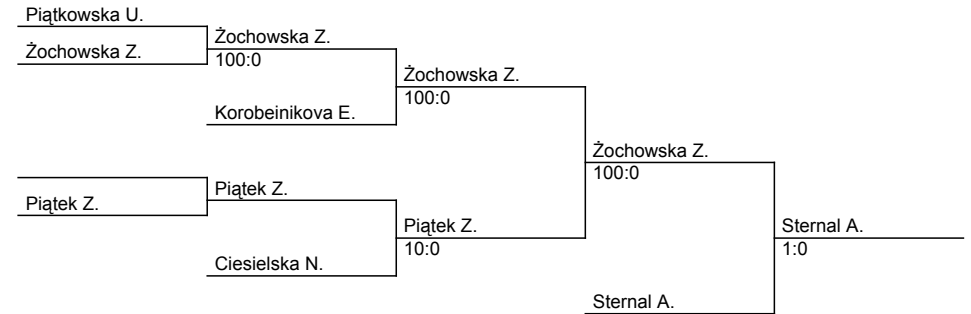 Piątkowska U.
Żochowska Z.
Żochowska Z.
100:0
Żochowska Z.
100:0
Korobeinikova E.
Żochowska Z.
100:0
Piątek Z.
Piątek Z.
Piątek Z.
10:0
Sternal A.
1:0
Ciesielska N.
Sternal A.